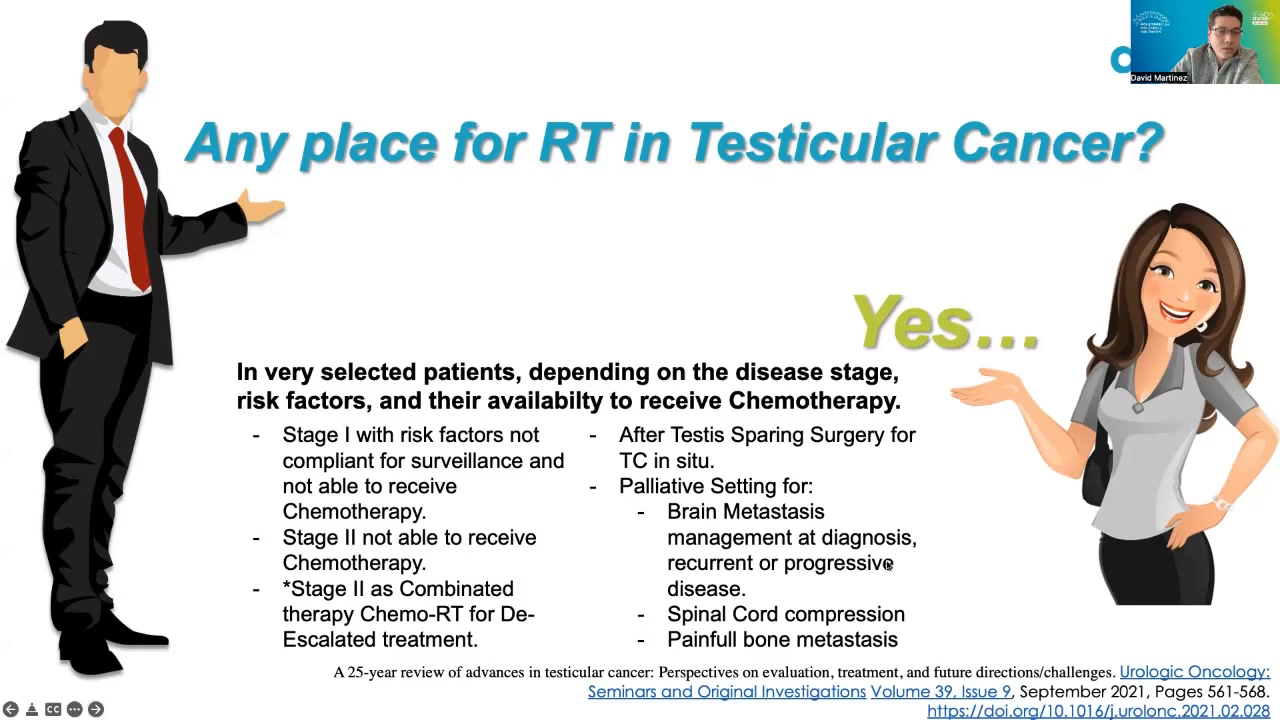 David Martinez
Any place for RT in Testicular Cancer?
Yes...
In very selected patients, depending on the disease stage,
risk factors, and their availabilty to receive Chemotherapy.
- Stage I with risk factors not
compliant for surveillance and
not able to receive
Chemotherapy.
- Stage II not able to receive
Chemotherapy.
- *Stage II as Combinated
therapy Chemo-RT for De-
Escalated treatment.
- After Testis Sparing Surgery for
TC in situ.
- Palliative Setting for:
- Brain Metastasis
management at diagnosis,
recurrent or progressive
disease.
- Spinal Cord compression
- Painfull bone metastasis
A 25-year review of advances in testicular cancer: Perspectives on evaluation, treatment, and future directions/challenges. Urologic Oncology:
Seminars and Original Investigations Volume 39, Issue 9, September 2021, Pages 561-568.
https://doi.org/10.1016/j.urolonc.2021.02.028
CC